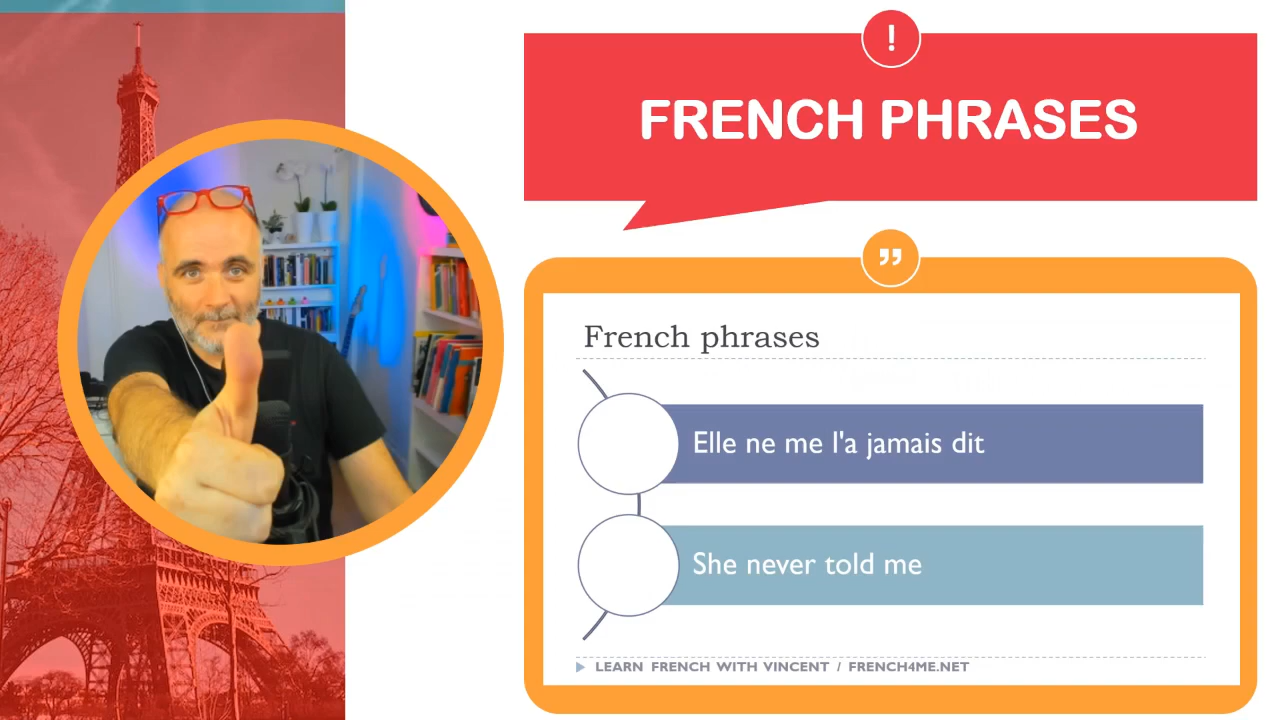 !
FRENCH PHRASES
”
French phrases
Elle ne me l'a jamais dit
She never told me
LEARN FRENCH WITH VINCENT / FRENCH4ME.NET